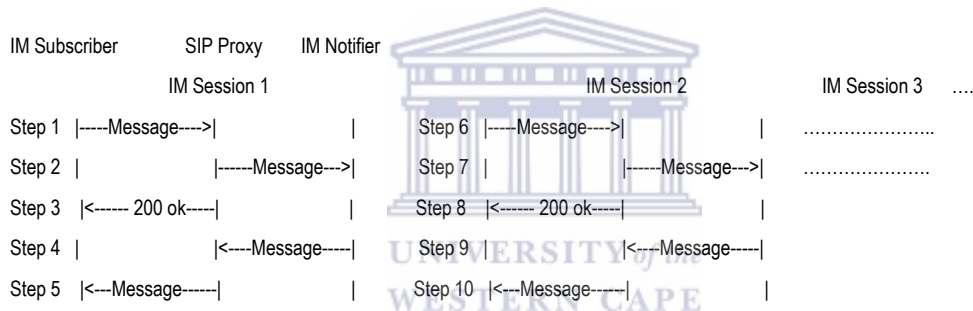 IM Subscriber SIP Proxy IM Notifier
IM Session 1 IM Session 2 IM Session 3 ….
Step 1 |-----Message---->| | Step 6 |-----Message---->| | …………………..
Step 2 | |------Message--->| Step 7 | |------Message--->| ………………….
Step 3 |<------ 200 ok-----| | Step 8 |<------ 200 ok-----| |
Step 4 | |<----Message-----| Step 9 | |<----Message-----|
Step 5 |<---Message------| | Step 10 |<---Message------| |
UNIVERSITY of the
WESTERN CAPE